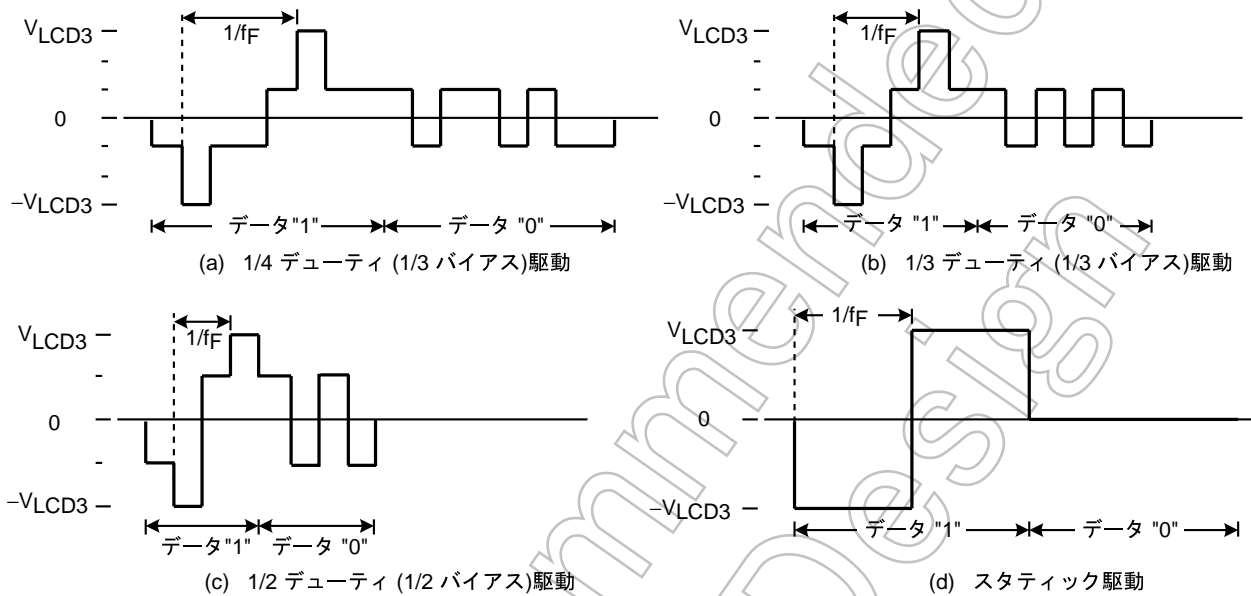 VLCD3
1/fF
0
−VLCD3
データ"1"
データ "0"
(a) 1/4 デューティ (1/3 バイアス)駆動
VLCD3
1/fF
0
−VLCD3
データ "1"
データ "0"
(b) 1/3 デューティ (1/3 バイアス)駆動
VLCD3
1/fF
0
−VLCD3
データ"1"
データ "0"
(c) 1/2 デューティ (1/2 バイアス)駆動
VLCD3
1/fF
0
−VLCD3
データ "1"
データ "0"
(d) スタティック駆動